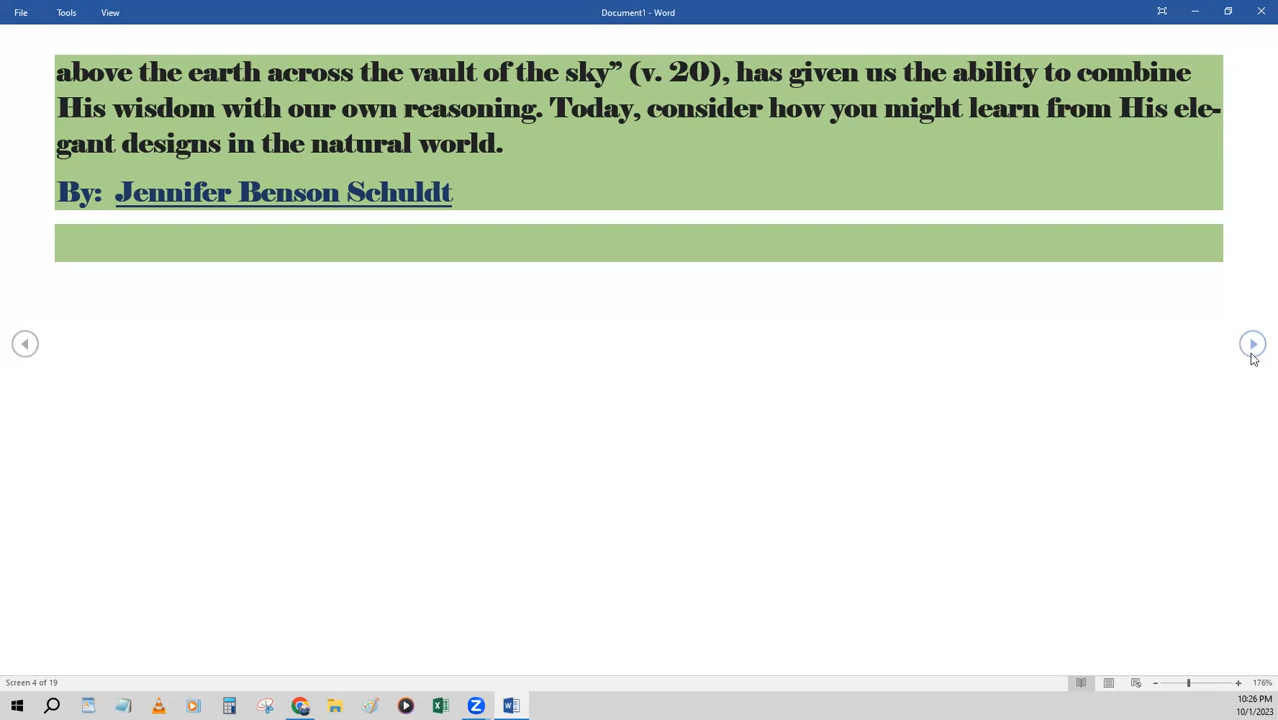 File Tools View Document1 - Word
above the earth across the vault of the sky” (v. 20), has given us the ability to combine
His wisdom with our own reasoning. Today, consider how you might learn from His ele-
gant designs in the natural world.
By: Jennifer Benson Schuldt
Screen 4 of 19
176%
10:26 PM
10/1/2023